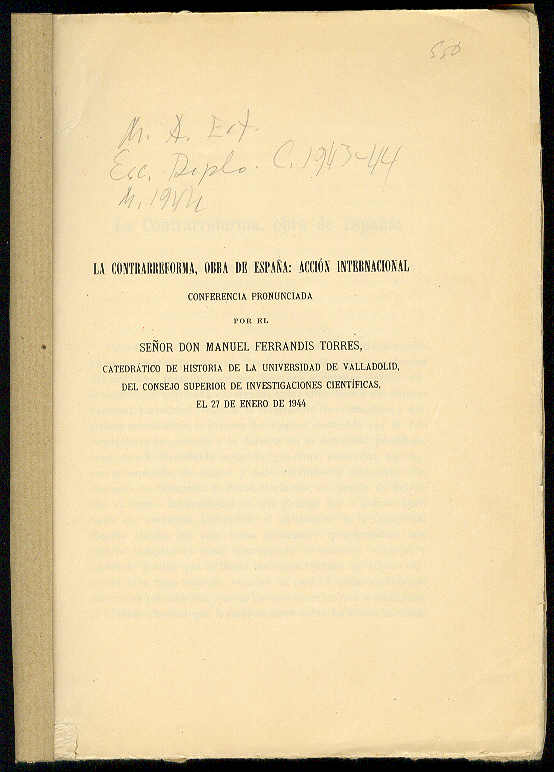 550
M. A. Ext.
Esc. Diplo. C. 1943-44
M. 1944
LA CONTRARREFORMA, OBRA DE ESPAÑA: ACCIÓN INTERNACIONAL
CONFERENCIA PRONUNCIADA
POR EL
SEÑOR DON MANUEL FERRANDIS TORRES,
CATEDRÁTICO DE HISTORIA DE LA UNIVERSIDAD DE VALLADOLID,
DEL CONSEJO SUPERIOR DE INVESTIGACIONES CIENTÍFICAS,
EL 27 DE ENERO DE 1944